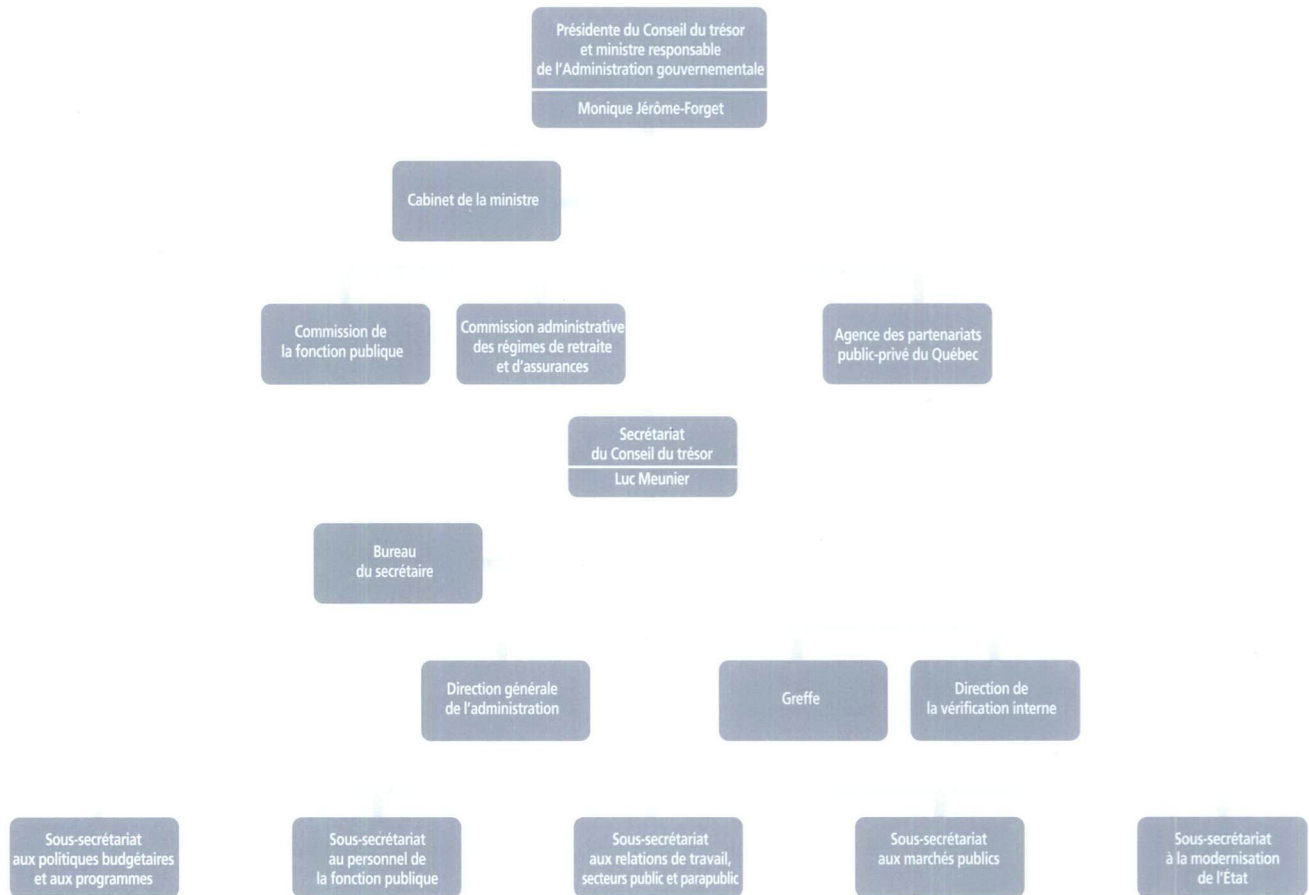 Présidente du Conseil du trésor
et ministre responsable
de l'Administration gouvernementale
Monique Jérôme-Forget
Cabinet de la ministre
Commission de
la fonction publique
Commission administrative
des régimes de retraite
et d'assurances
Agence des partenariats
public-privé du Québec
Secrétariat
du Conseil du trésor
Luc Meunier
Bureau
du secrétaire
Direction générale
de l'administration
Greffe
Direction de
la vérification interne
Sous-secrétariat
aux politiques budgétaires
et aux programmes
Sous-secrétariat
au personnel de
la fonction publique
Sous-secrétariat
aux relations de travail,
secteurs public et parapublic
Sous-secrétariat
aux marchés publics
Sous-secrétariat
à la modernisation
de l'État